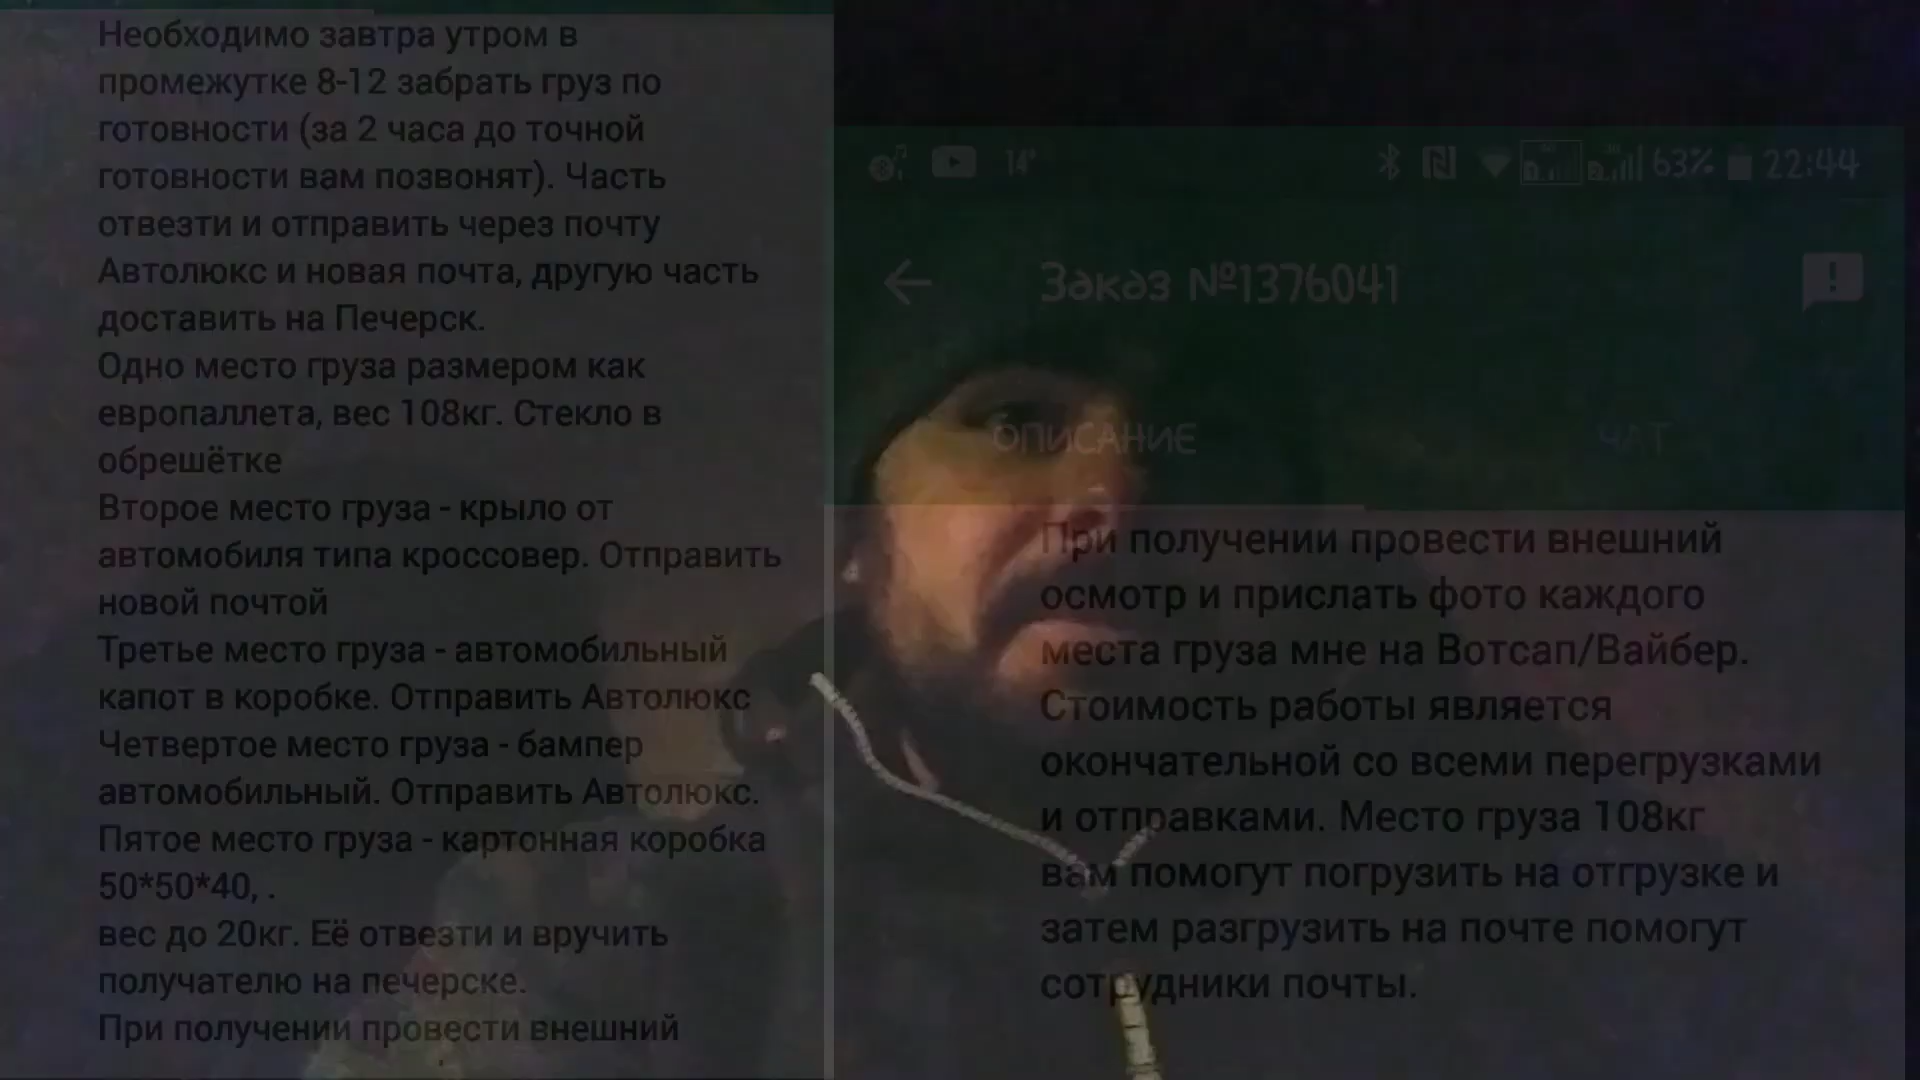 Необходимо завтра утром в
промежутке 8-12 забрать груз по
готовности (за 2 часа до точной
готовности вам позвонят). Часть
отвезти и отправить через почту
Автолюкс и новая почта, другую часть
доставить на Печерск.
Одно место груза размером как
европаллета, вес 108кг. Стекло в
обрешётке
Второе место груза - крыло от
автомобиля типа кроссовер. Отправить
новой почтой
Третье место груза - автомобильный
капот в коробке. Отправить Автолюкс
Четвертое место груза - бампер
автомобильный. Отправить Автолюкс.
Пятое место груза - картонная коробка
50*50*40, .
вес до 20кг. Её отвезти и вручить
получателю на печерске.
При получении провести внешний
14° 63% 22:44
Заказ №1376041
ОПИСАНИЕ ЧАТ
При получении провести внешний
осмотр и прислать фото каждого
места груза мне на Вотсап/Вайбер.
Стоимость работы является
окончательной со всеми перегрузками
и отправками. Место груза 108кг
вам помогут погрузить на отгрузке и
затем разгрузить на почте помогут
сотрудники почты.